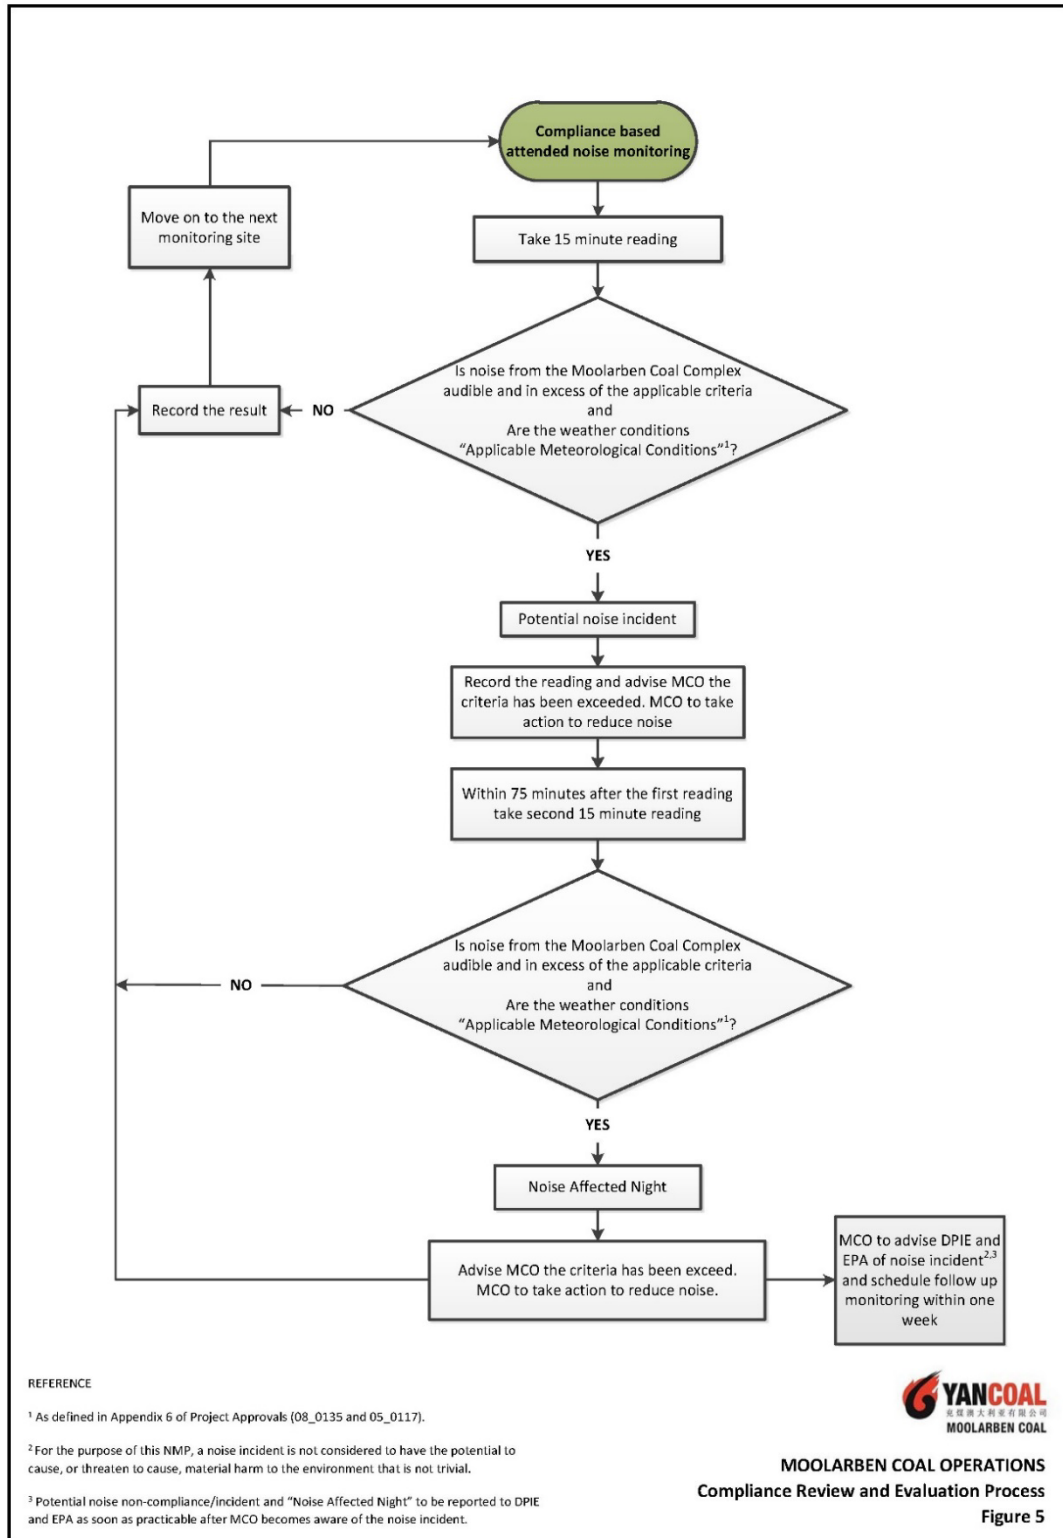 Compliance based
attended noise monitoring
Move on to the next
monitoring site
Take 15 minute reading
Is noise from the Moolarben Coal Complex
audible and in excess of the applicable criteria
and
Are the weather conditions
“Applicable Meteorological Conditions”¹?
NO
Record the result
YES
Potential noise incident
Record the reading and advise MCO the
criteria has been exceeded. MCO to take
action to reduce noise
Within 75 minutes after the first reading
take second 15 minute reading
Is noise from the Moolarben Coal Complex
audible and in excess of the applicable criteria
and
Are the weather conditions
“Applicable Meteorological Conditions”¹?
NO
YES
Noise Affected Night
Advise MCO the criteria has been exceed.
MCO to take action to reduce noise.
MCO to advise DPIE and
EPA of noise incident²,³
and schedule follow up
monitoring within one
week
REFERENCE
¹ As defined in Appendix 6 of Project Approvals (08_0135 and 05_0117).
² For the purpose of this NMP, a noise incident is not considered to have the potential to
cause, or threaten to cause, material harm to the environment that is not trivial.
³ Potential noise non-compliance/incident and “Noise Affected Night” to be reported to DPIE
and EPA as soon as practicable after MCO becomes aware of the noise incident.
YANCOAL
兖煤澳大利亚有限公司
MOOLARBEN COAL
MOOLARBEN COAL OPERATIONS
Compliance Review and Evaluation Process
Figure 5